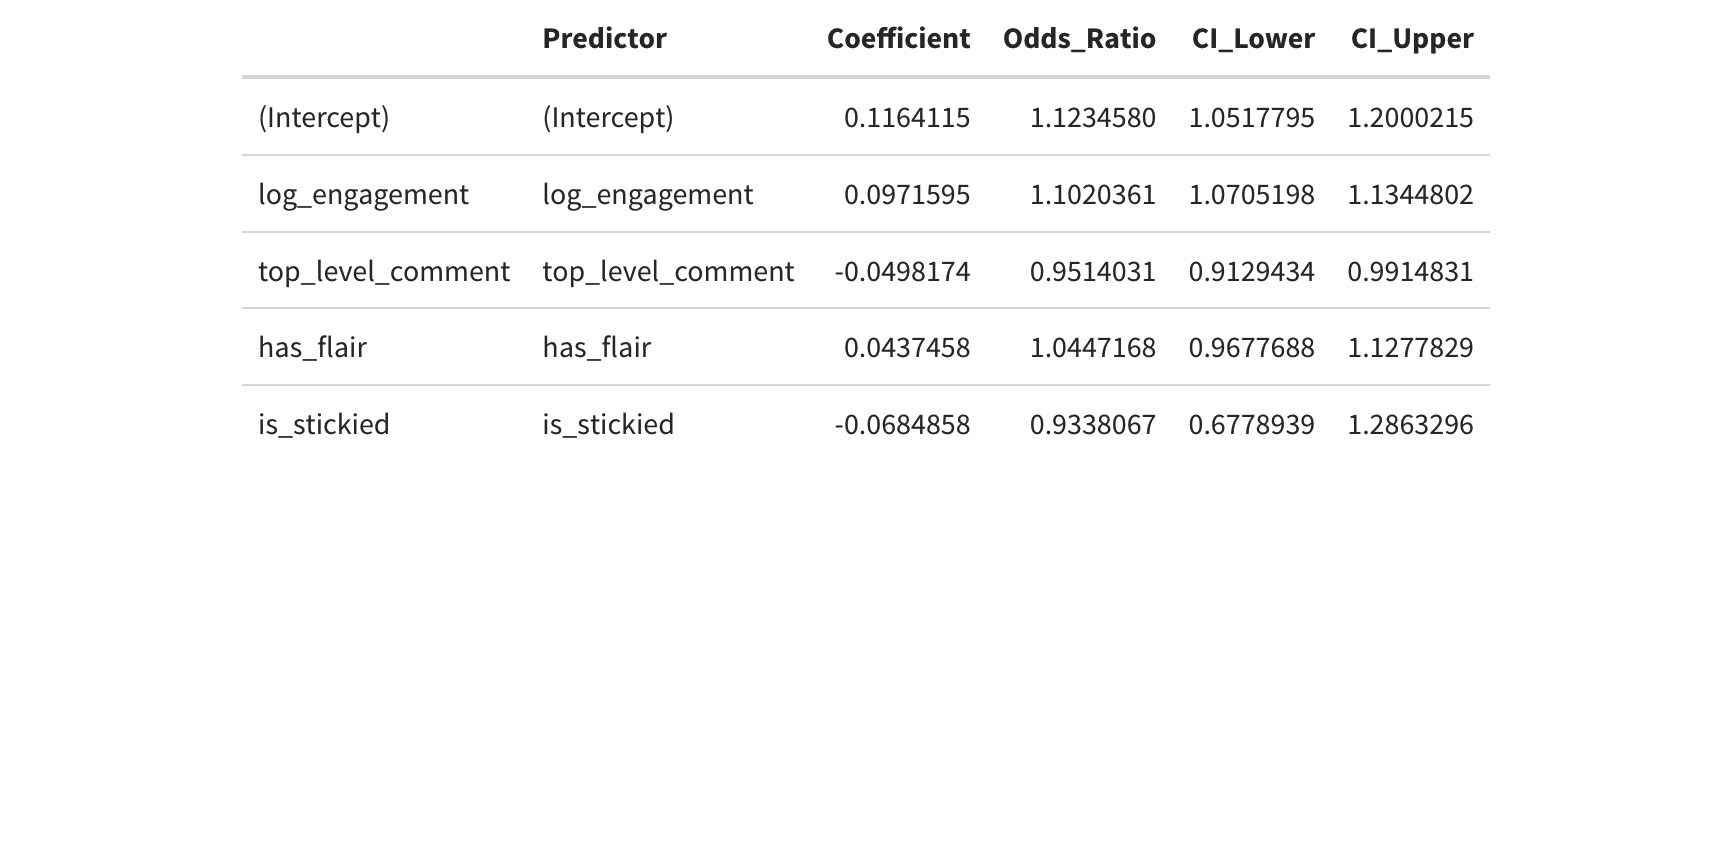 Predictor Coefficient Odds_Ratio CI_Lower CI_Upper
(Intercept) (Intercept) 0.1164115 1.1234580 1.0517795 1.2000215
log_engagement log_engagement 0.0971595 1.1020361 1.0705198 1.1344802
top_level_comment top_level_comment -0.0498174 0.9514031 0.9129434 0.9914831
has_flair has_flair 0.0437458 1.0447168 0.9677688 1.1277829
is_stickied is_stickied -0.0684858 0.9338067 0.6778939 1.2863296